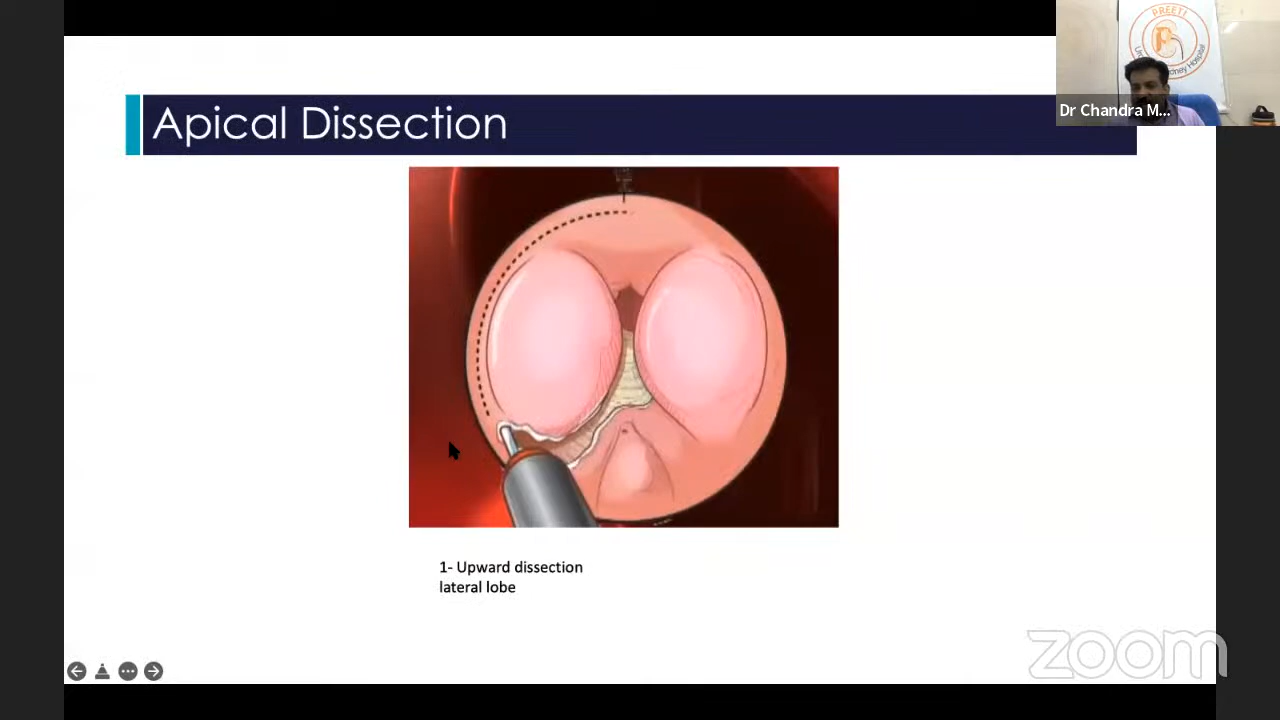 PREETI
Apical Dissection
Dr Chandra M...
1- Upward dissection
lateral lobe
zoom